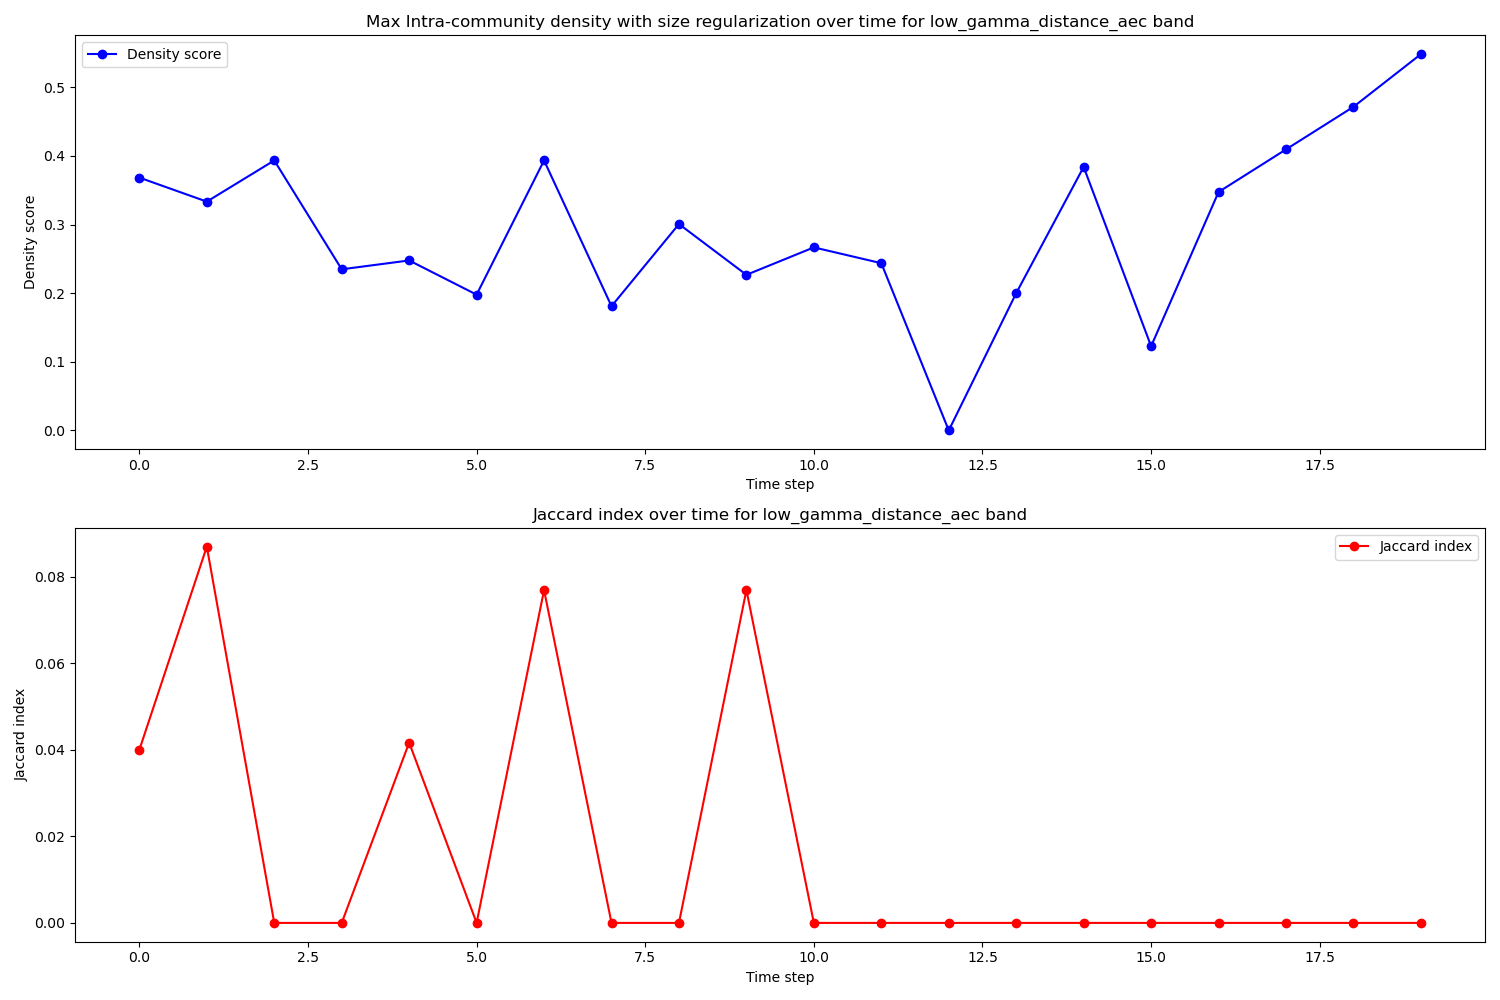 Max Intra-community density with size regularization over time for low_gamma_distance_aec band
Density score
Density score
0.5
0.4
0.3
0.2
0.1
0.0
0.0 2.5 5.0 7.5 10.0 12.5 15.0 17.5
Time step
Jaccard index over time for low_gamma_distance_aec band
Jaccard index
Jaccard index
0.08
0.06
0.04
0.02
0.00
0.0 2.5 5.0 7.5 10.0 12.5 15.0 17.5
Time step